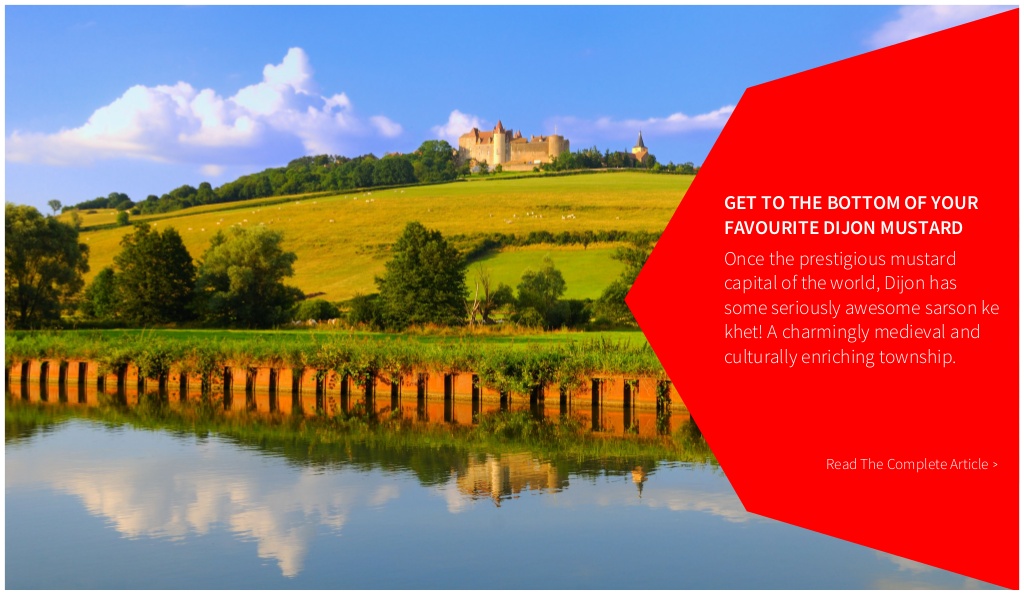 GET TO THE BOTTOM OF YOUR
FAVOURITE DIJON MUSTARD
Once the prestigious mustard
capital of the world, Dijon has
some seriously awesome sarson ke
khet! A charmingly medieval and
culturally enriching township.
Read The Complete Article >